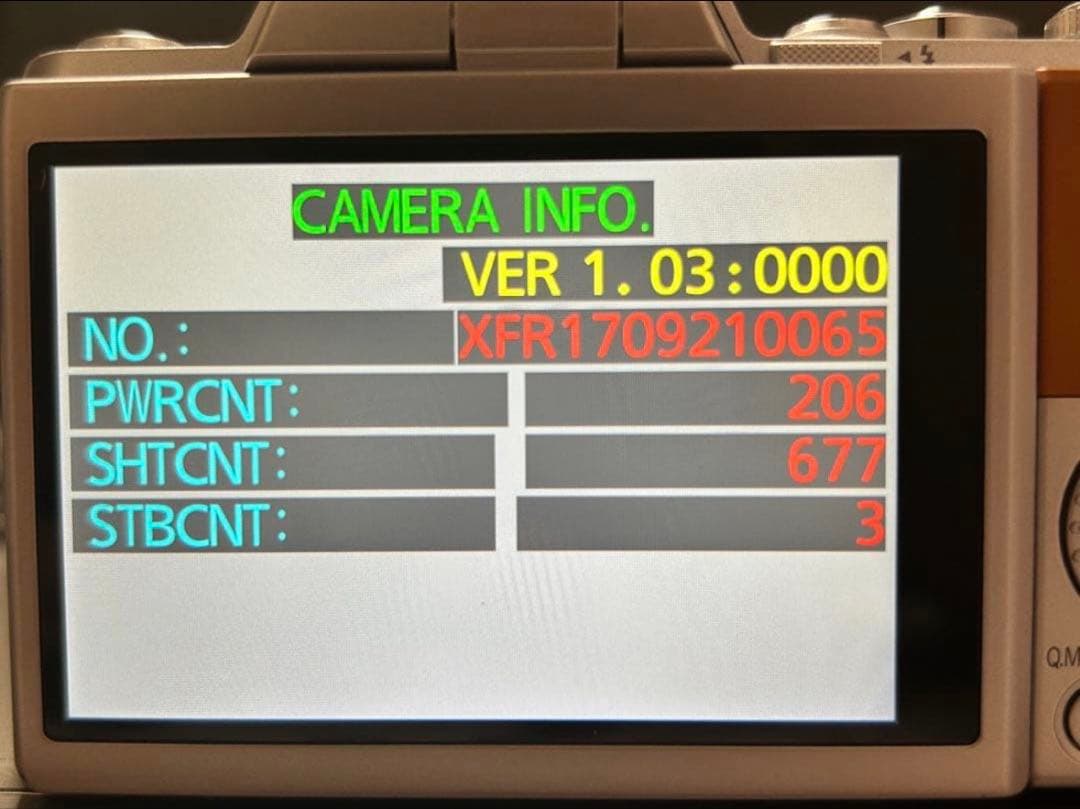 CAMERA INFO.
VER 1. 03:0000
NO.: XFR1709210065
PWRCNT: 206
SHTCNT: 677
STBCNT: 3